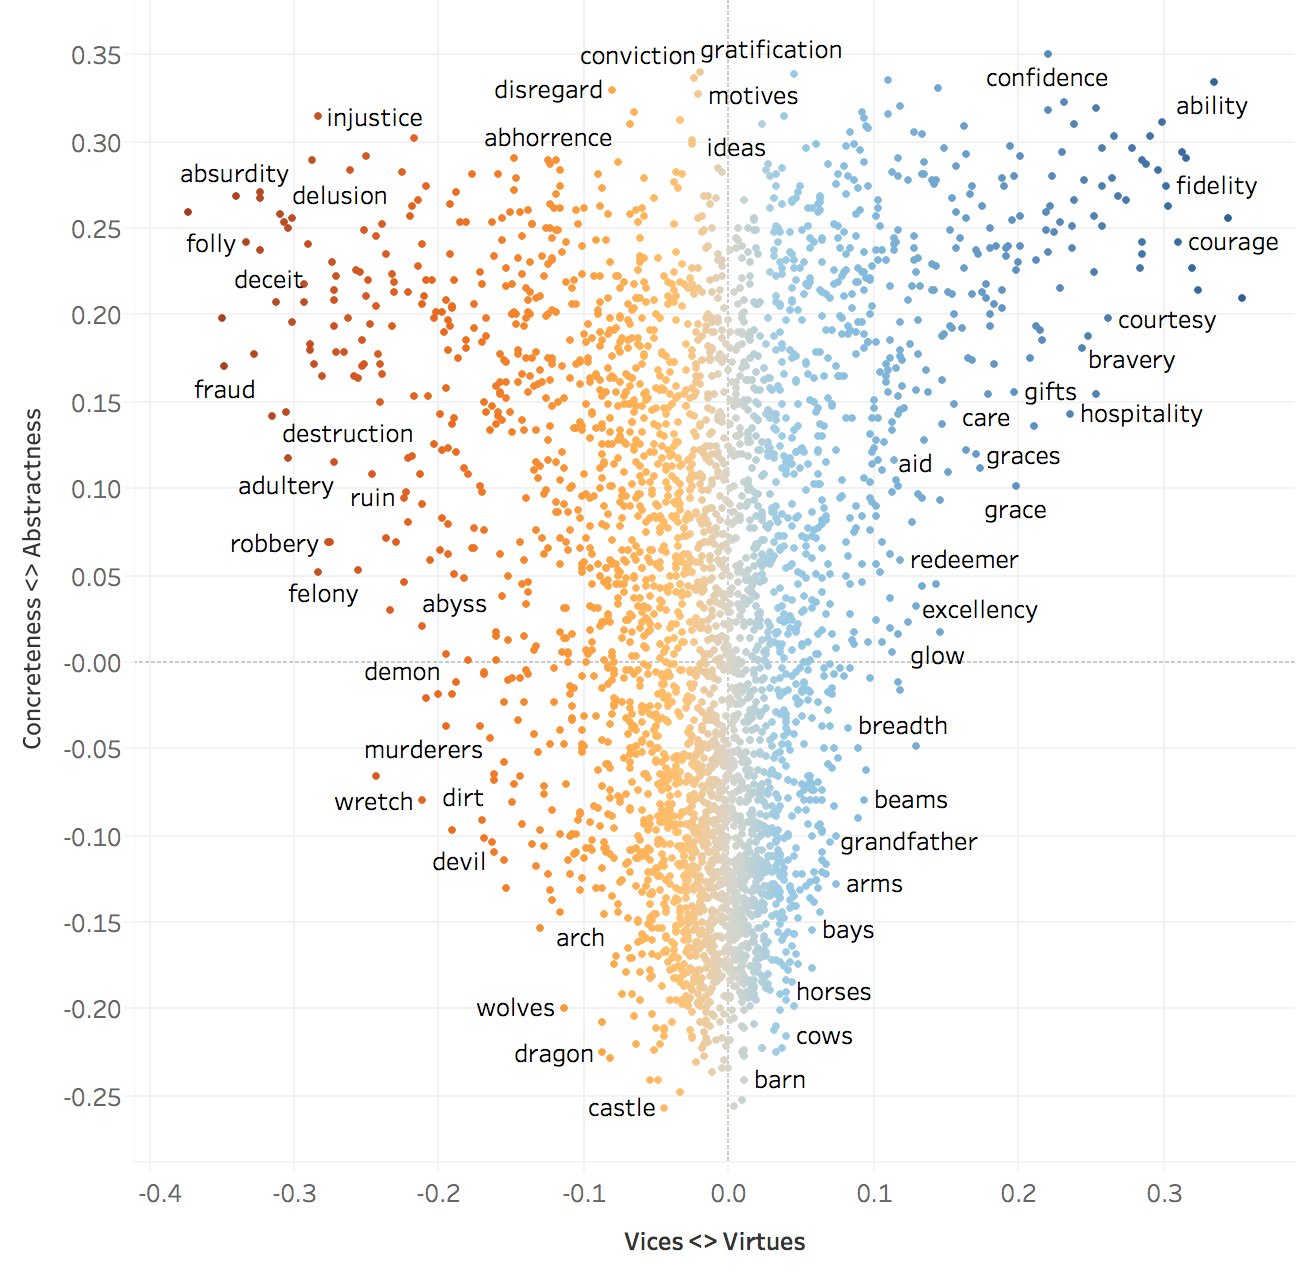 0.35
conviction
gratification
confidence
disregard
motives
ability
injustice
0.30
abhorrence
ideas
absurdity
delusion
fidelity
0.25
folly
courage
deceit
0.20
courtesy
bravery
fraud
gifts
0.15
care
hospitality
destruction
aid
graces
adultery
ruin
0.10
grace
robbery
redeemer
0.05
felony
abyss
excellency
-0.00
demon
glow
breadth
-0.05
murderers
wretch
dirt
beams
-0.10
grandfather
devil
arms
-0.15
arch
bays
horses
-0.20
wolves
cows
dragon
barn
-0.25
castle
-0.4 -0.3 -0.2 -0.1 0.0 0.1 0.2 0.3
Vices <> Virtues
Concreteness <> Abstractness